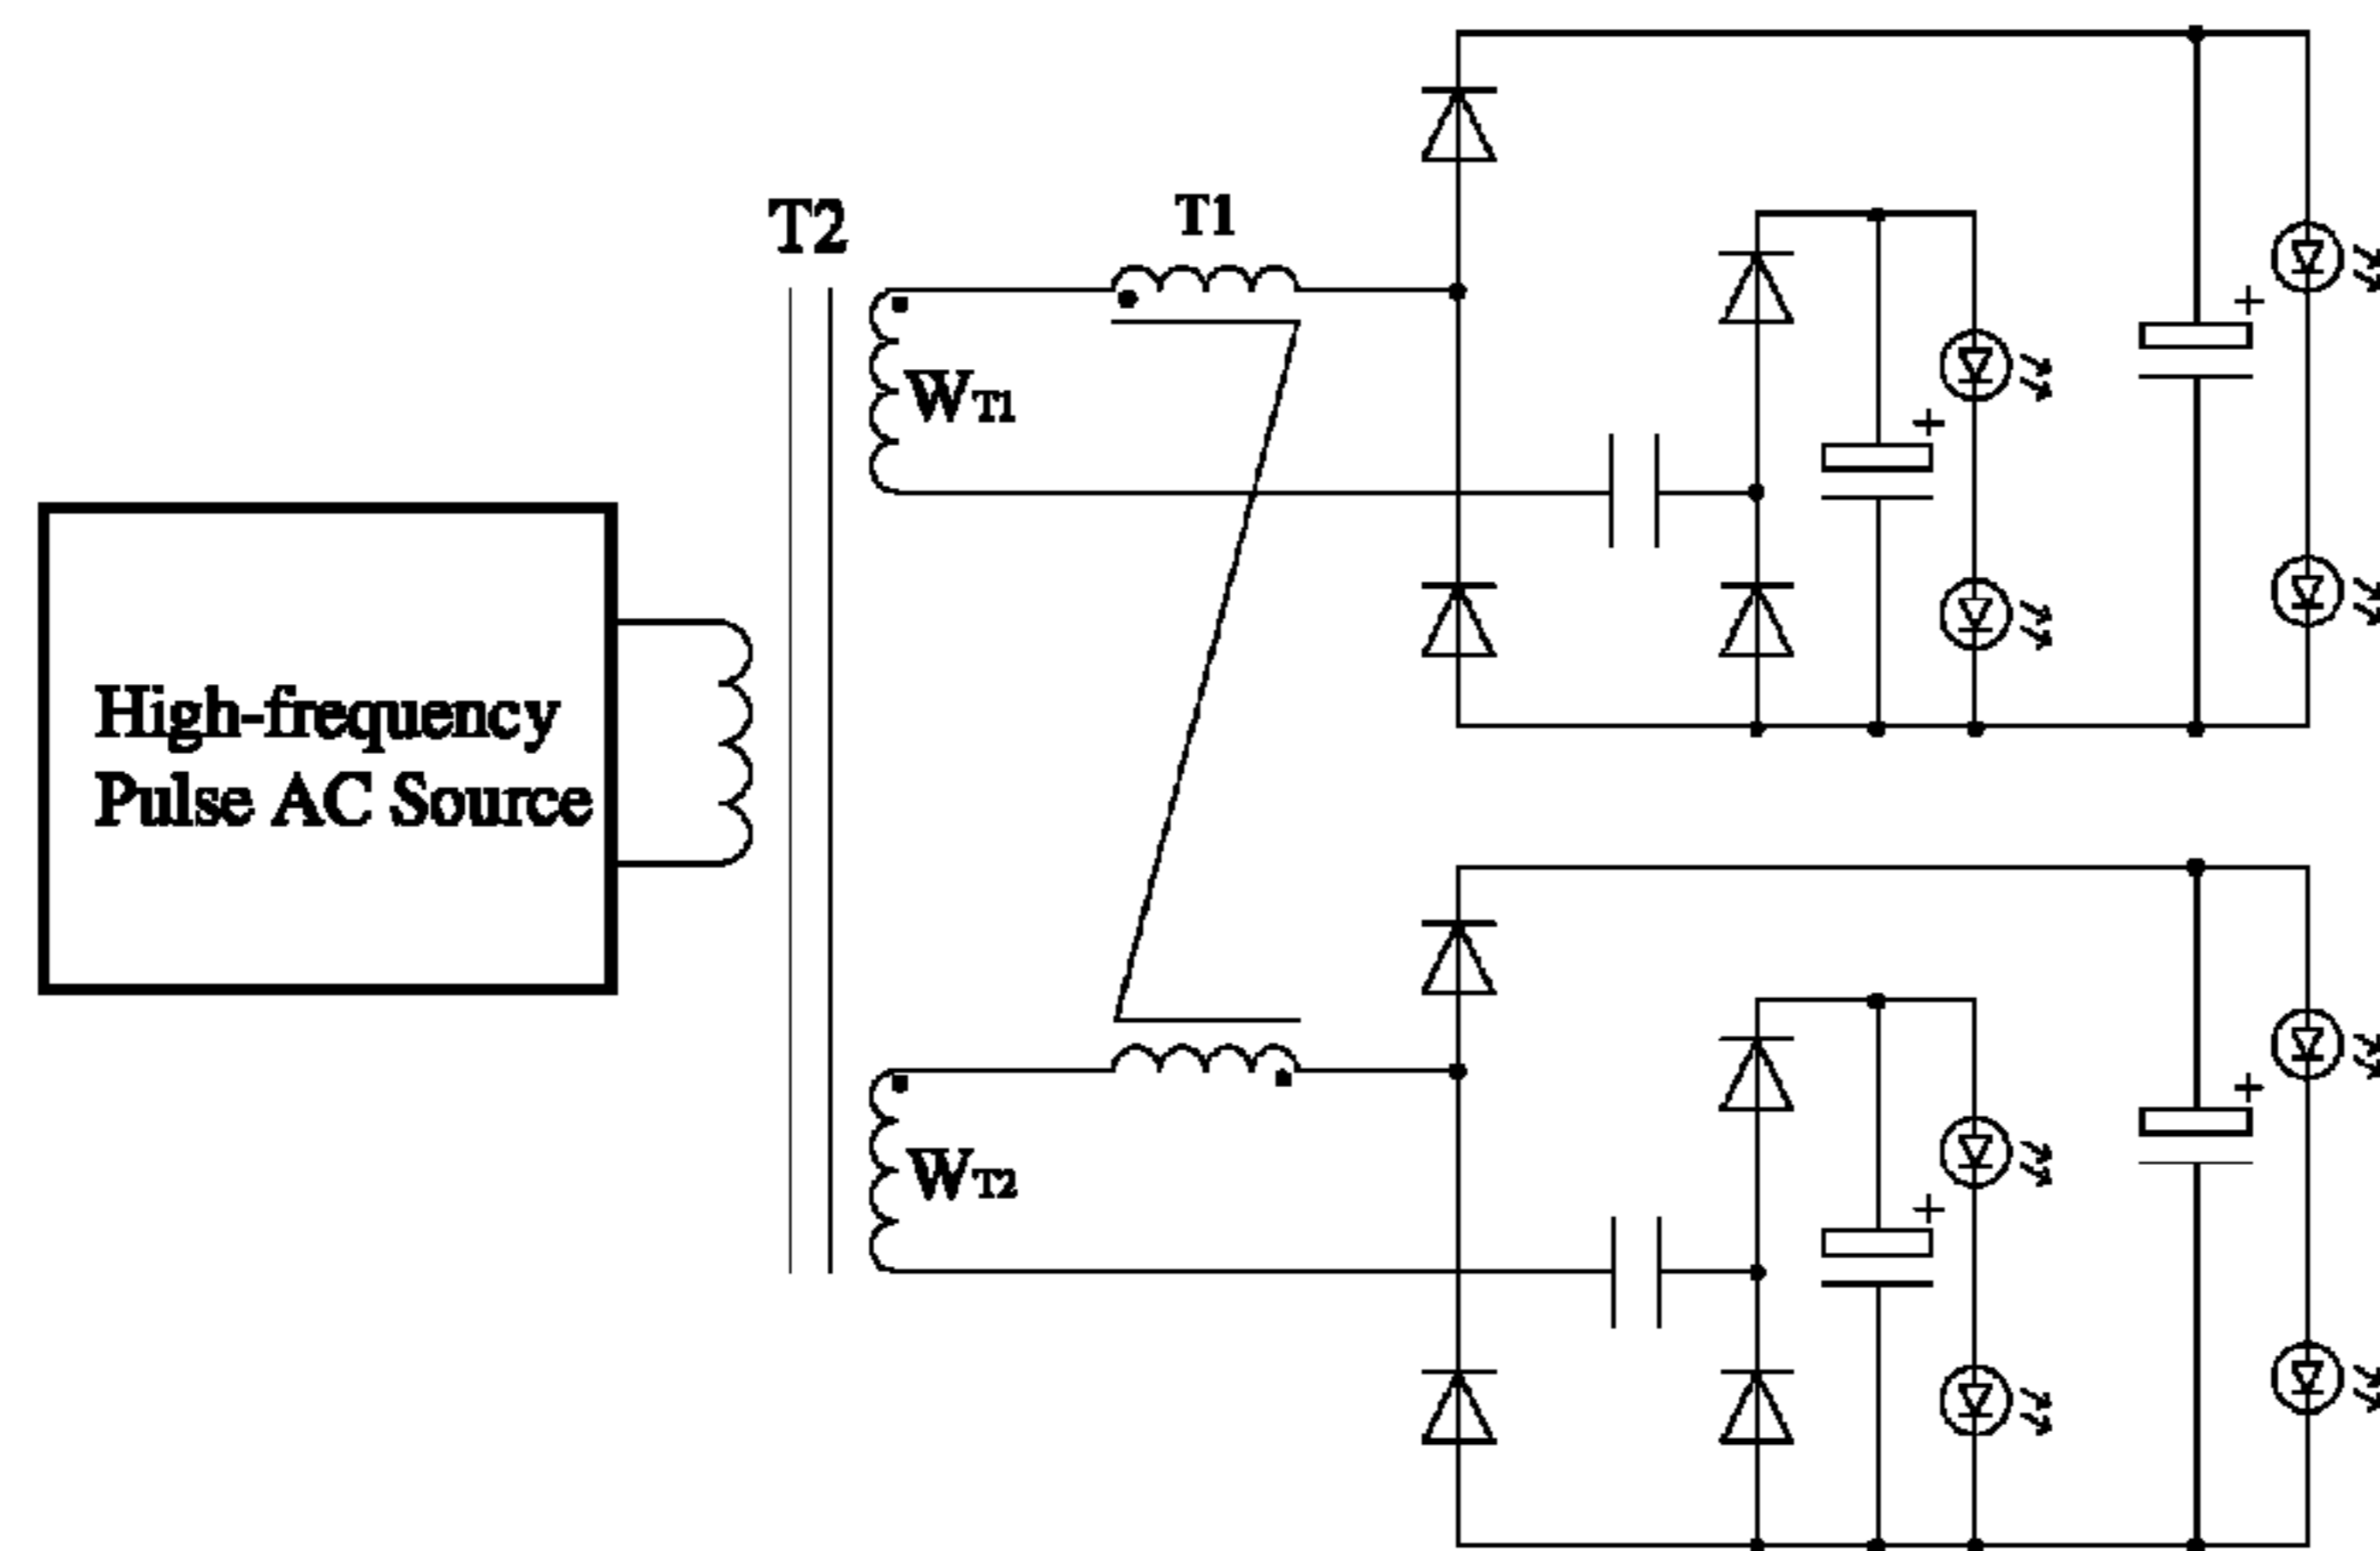 T2
T1
WT1
High-frequency
Pulse AC Source
WT2
+
+
+
+